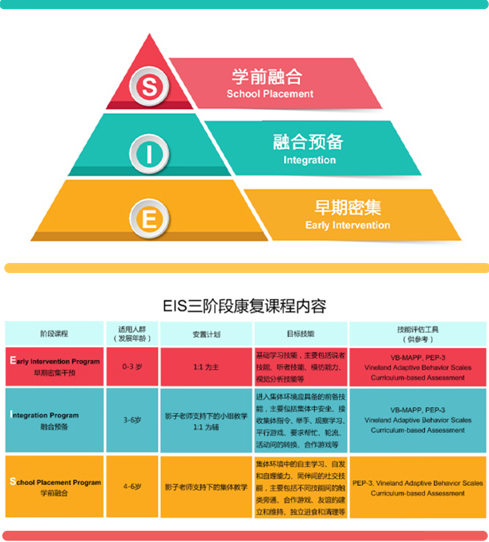 S
学前融合
School Placement
I
融合预备
Integration
E
早期密集
Early Intervention
EIS三阶段康复课程内容
阶段课程
适用人群
(发展年龄)
安置计划
目标技能
技能评估工具
(供参考)
Early Intervention Program
早期密集干预
0-3 岁
1:1 为主
基础学习技能,主要包括说者
技能、听者技能、模仿能力、
视觉分析技能等
VB-MAPP, PEP-3
Vineland Adaptive Behavior Scales
Curriculum-based Assessment
Integration Program
融合预备
3-6岁
影子老师支持下的小组教学
1:1 为辅
进入集体环境应具备的前备技
能,主要包括集体中安坐、接
收集体指令、举手、观察学习、
平行游戏、要求帮忙、轮流、
活动间的转换、合作游戏等
VB-MAPP, PEP-3
Vineland Adaptive Behavior Scales
Curriculum-based Assessment
School Placement Program
学前融合
4-6岁
影子老师支持下的集体教学
集体环境中的自主学习、自发
和自理能力、同伴间的社交技
能,主要包括不同技能间的触
类旁通、合作游戏、友谊的建
立和维持、独立进食和清理等
PEP-3, Vineland Adaptive Behavior Scales
Curriculum-based Assessment